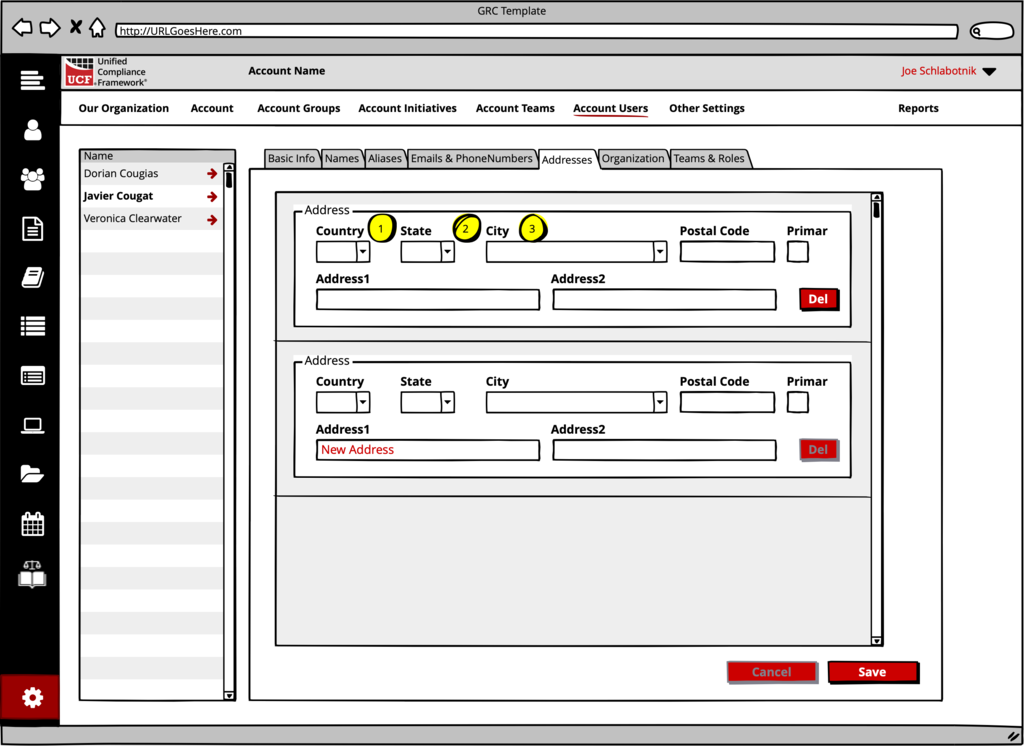 GRC Template
http://URLGoesHere.com
Unified
Compliance
Framework®
UCF
Account Name
Joe Schlabotnik
Our Organization Account Account Groups Account Initiatives Account Teams Account Users Other Settings Reports
Name
Dorian Cougias
Javier Cougat
Veronica Clearwater
Basic Info Names Aliases Emails & PhoneNumbers Addresses Organization Teams & Roles
Address
Country 1 State 2 City 3 Postal Code Primar
Address1 Address2
Del
Address
Country State City Postal Code Primar
Address1 Address2
New Address
Del
Cancel Save